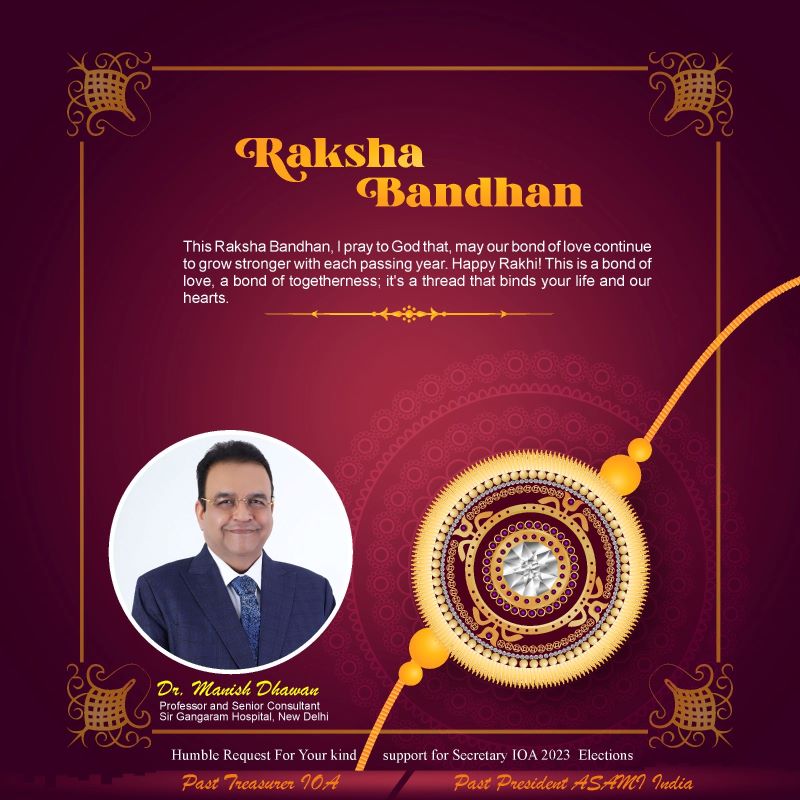 Raksha
Bandhan
This Raksha Bandhan, I pray to God that, may our bond of love continue
to grow stronger with each passing year. Happy Rakhi! This is a bond of
love, a bond of togetherness; it's a thread that binds your life and our
hearts.
Dr. Manish Dhawan
Professor and Senior Consultant
Sir Gangaram Hospital, New Delhi
Humble Request For Your kind support for Secretary IOA 2023 Elections
Past Treasurer IOA Past President ASAMI India